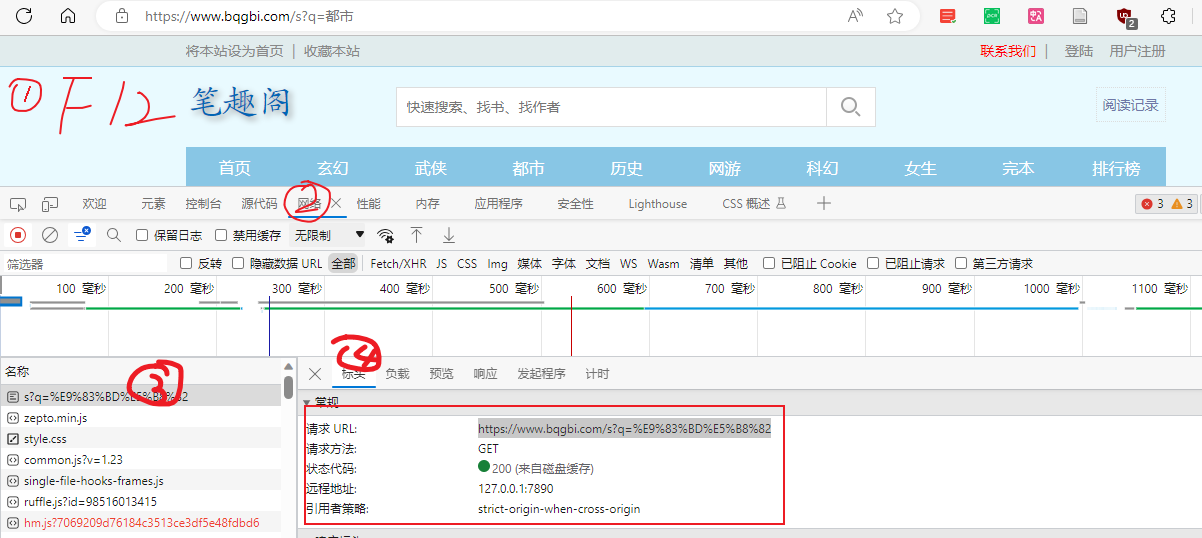 https://www.bqgbi.com/s?q=都市
2
将本站设为首页 | 收藏本站
联系我们 | 登陆 用户注册
① F12
笔趣阁
快速搜索、找书、找作者
阅读记录
首页 玄幻 武侠 都市 历史 网游 科幻 女生 完本 排行榜
欢迎 元素 控制台 源代码 网络 性能 内存 应用程序 安全性 Lighthouse CSS 概述 3 3
②
保留日志 禁用缓存 无限制
筛选器 反转 隐藏数据 URL 全部 Fetch/XHR JS CSS Img 媒体 字体 文档 WS Wasm 清单 其他 已阻止 Cookie 已阻止请求 第三方请求
100 毫秒 200 毫秒 300 毫秒 400 毫秒 500 毫秒 600 毫秒 700 毫秒 800 毫秒 900 毫秒 1000 毫秒 1100 毫秒
④
名称
标头 负载 预览 响应 发起程序 计时
③
s?q=%E9%83%BD%E5%B8%82
zepto.min.js
style.css
common.js?v=1.23
single-file-hooks-frames.js
ruffle.js?id=98516013415
hm.js?7069209d76184c3513ce3df5e48fdbd6
常规
请求 URL: https://www.bqgbi.com/s?q=%E9%83%BD%E5%B8%82
请求方法: GET
状态代码: 200 (来自磁盘缓存)
远程地址: 127.0.0.1:7890
引用者策略: strict-origin-when-cross-origin